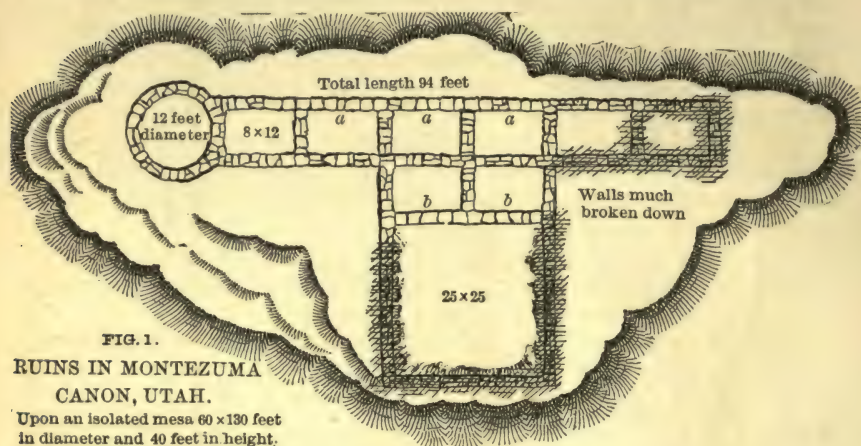 Total length 94 feet
12 feet
diameter
8 × 12
a a a
b b
Walls much
broken down
25 × 25
FIG. 1.
RUINS IN MONTEZUMA
CANON, UTAH.
Upon an isolated mesa 60 × 130 feet
in diameter and 40 feet in height.